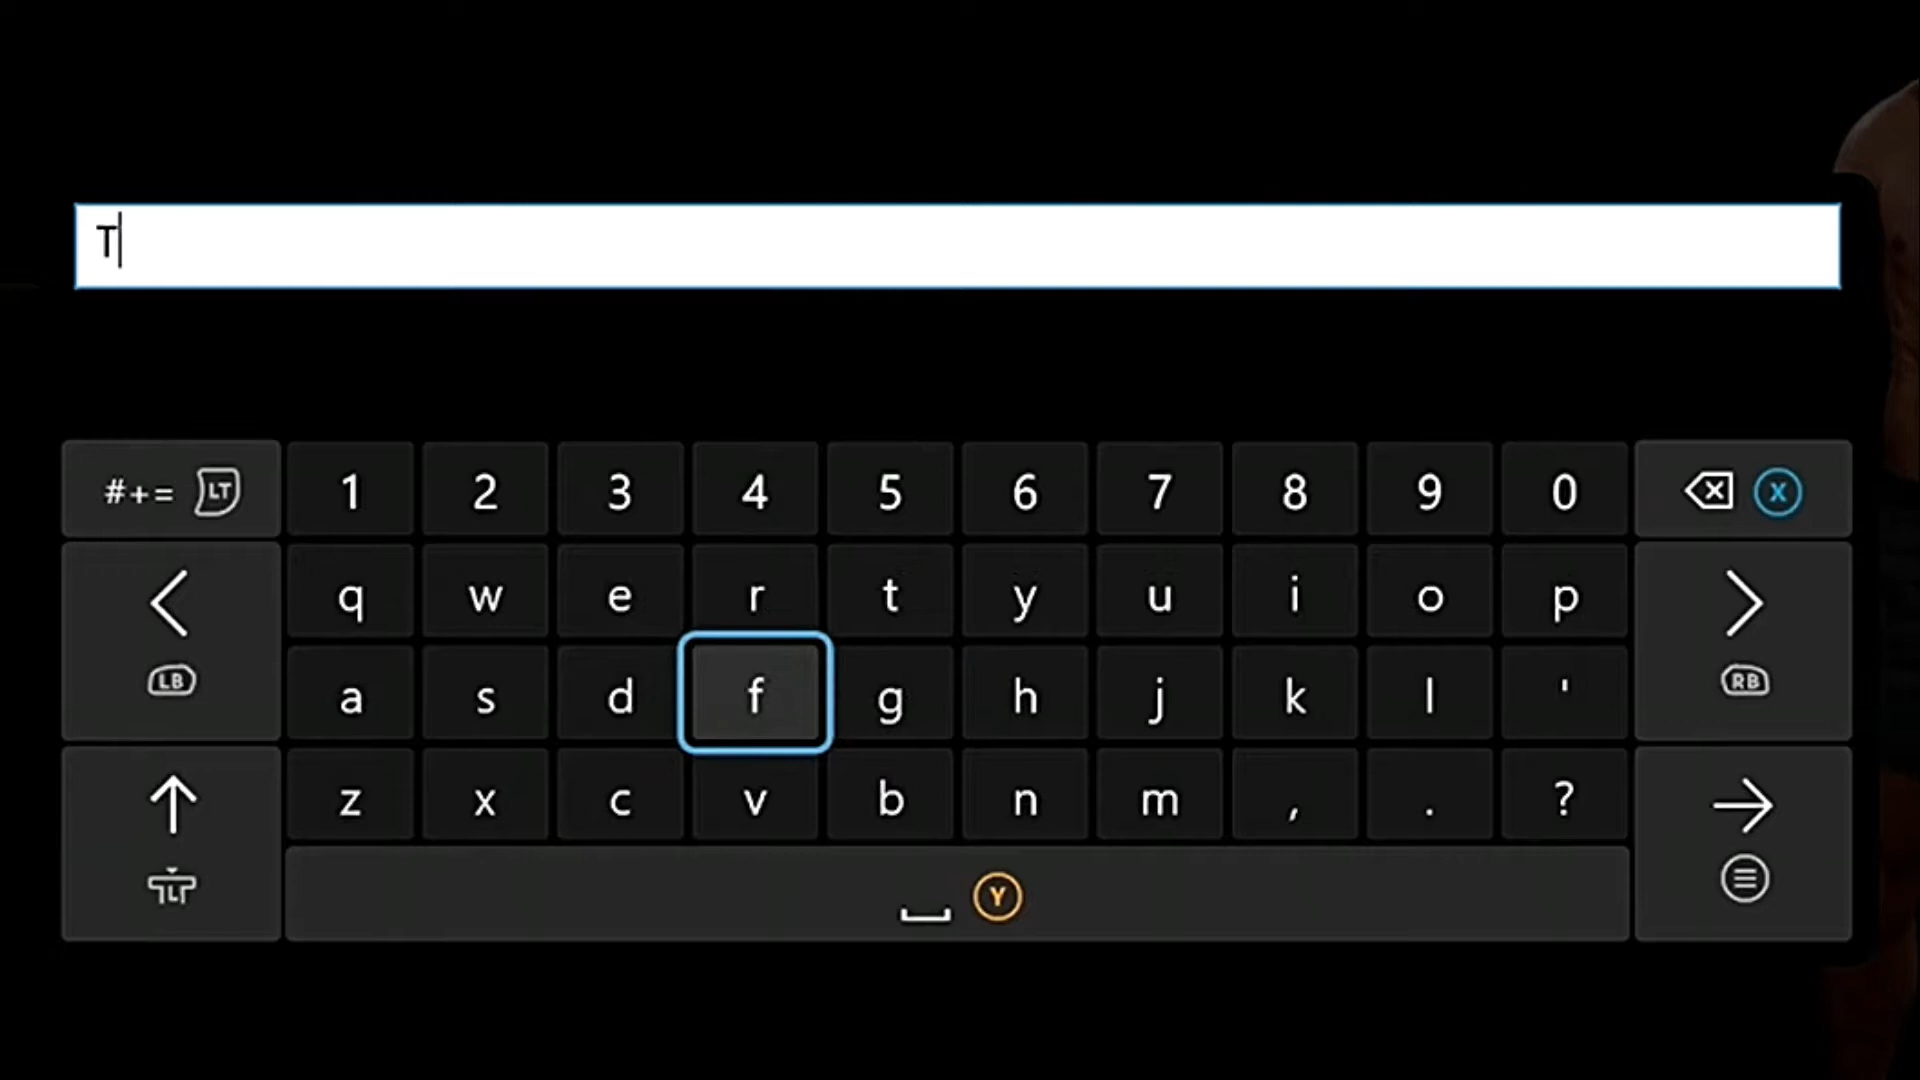 T
#+= LT 1 2 3 4 5 6 7 8 9 0 X
LB q w e r t y u i o p RB
a s d f g h j k l '
z x c v b n m , . ?
Y